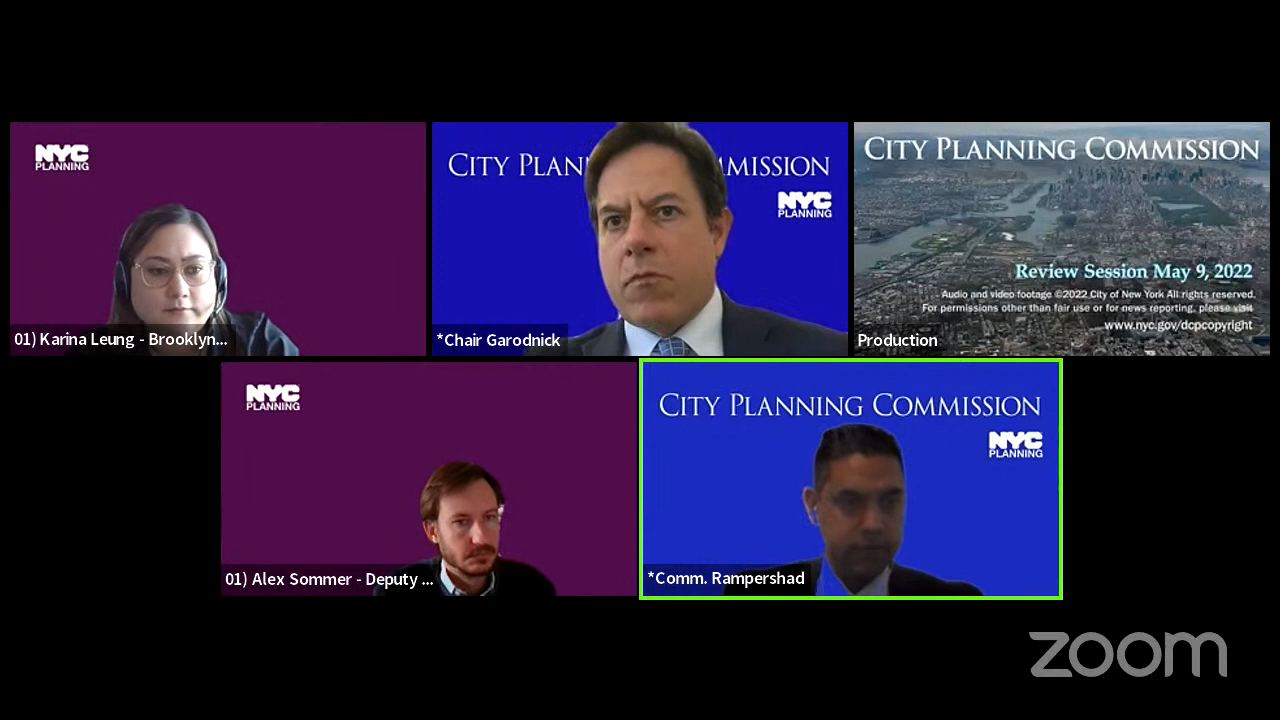 NYC
PLANNING
01) Karina Leung - Brooklyn...
CITY PLAN MMISSION
NYC
PLANNING
*Chair Garodnick
CITY PLANNING COMMISSION
Review Session May 9, 2022
Audio and video footage ©2022 City of New York All rights reserved.
For permissions other than fair use or for news reporting, please visit
www.nyc.gov/dcpcopyright
Production
NYC
PLANNING
01) Alex Sommer - Deputy ...
CITY PLANNING COMMISSION
NYC
PLANNING
*Comm. Rampershad
zoom